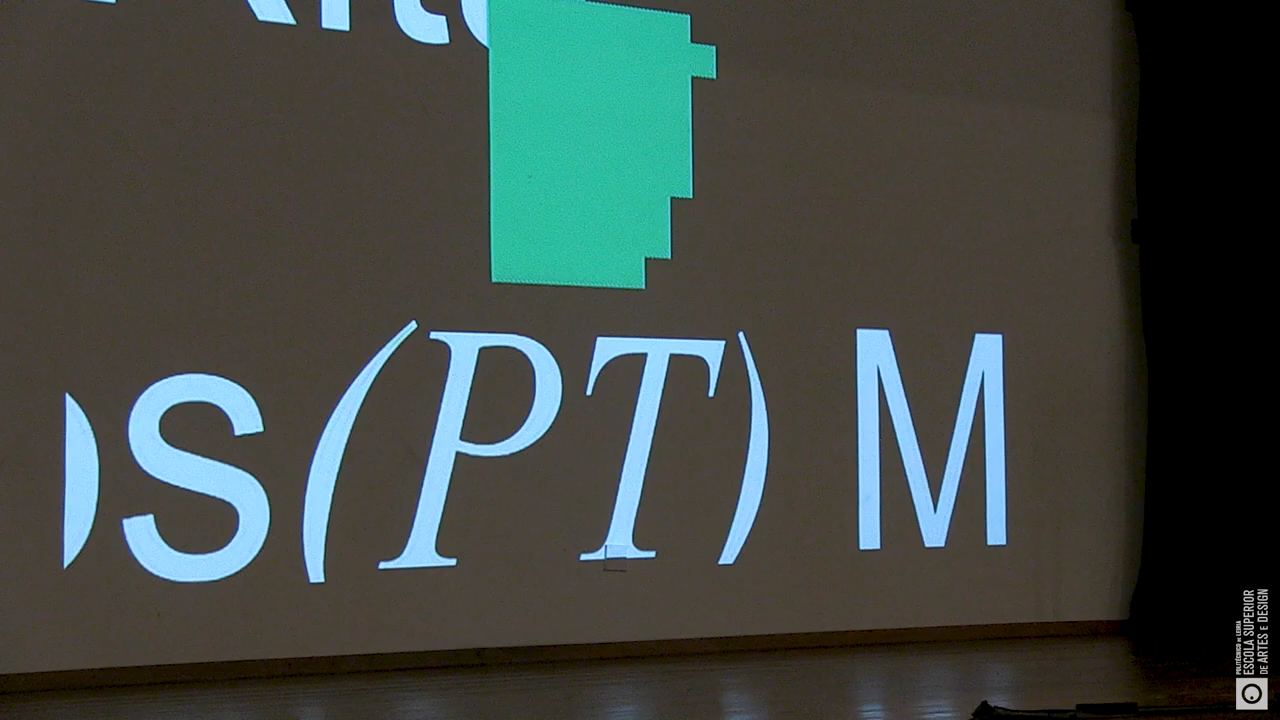 s (PT) M
POLITÉCNICO DE LEIRIA
ESCOLA SUPERIOR
DE ARTES E DESIGN